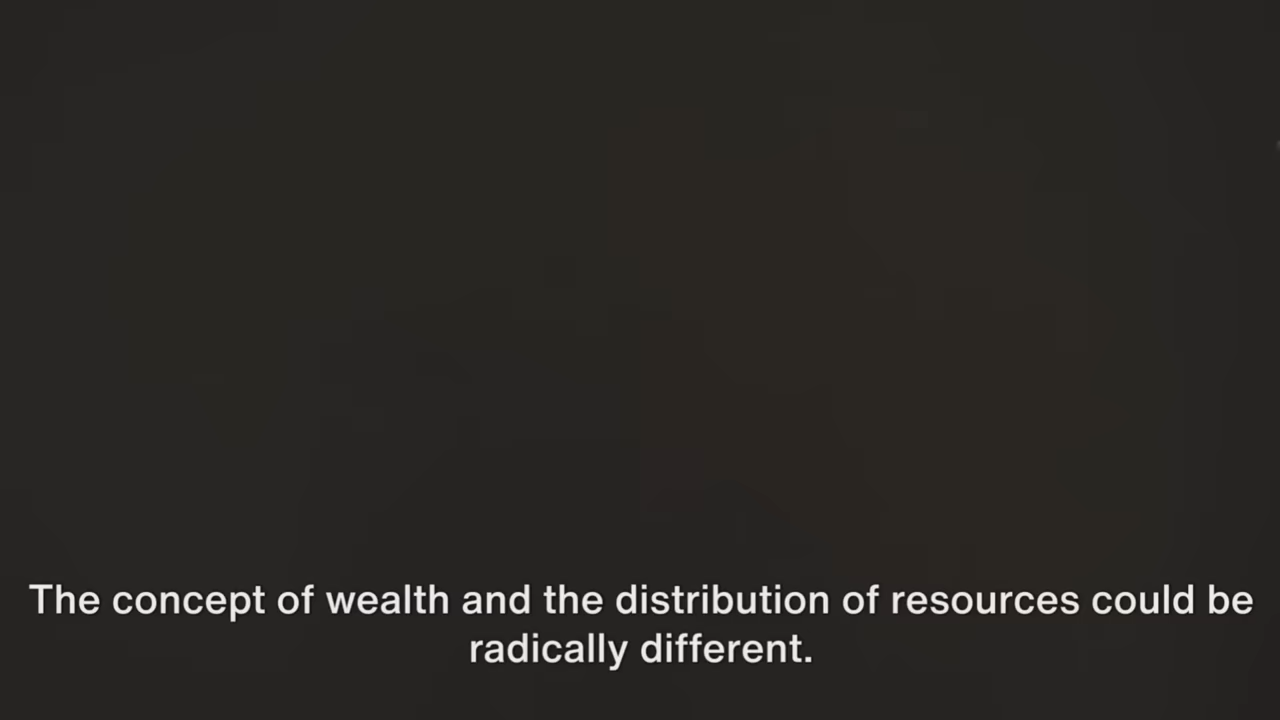 The concept of wealth and the distribution of resources could be
radically different.